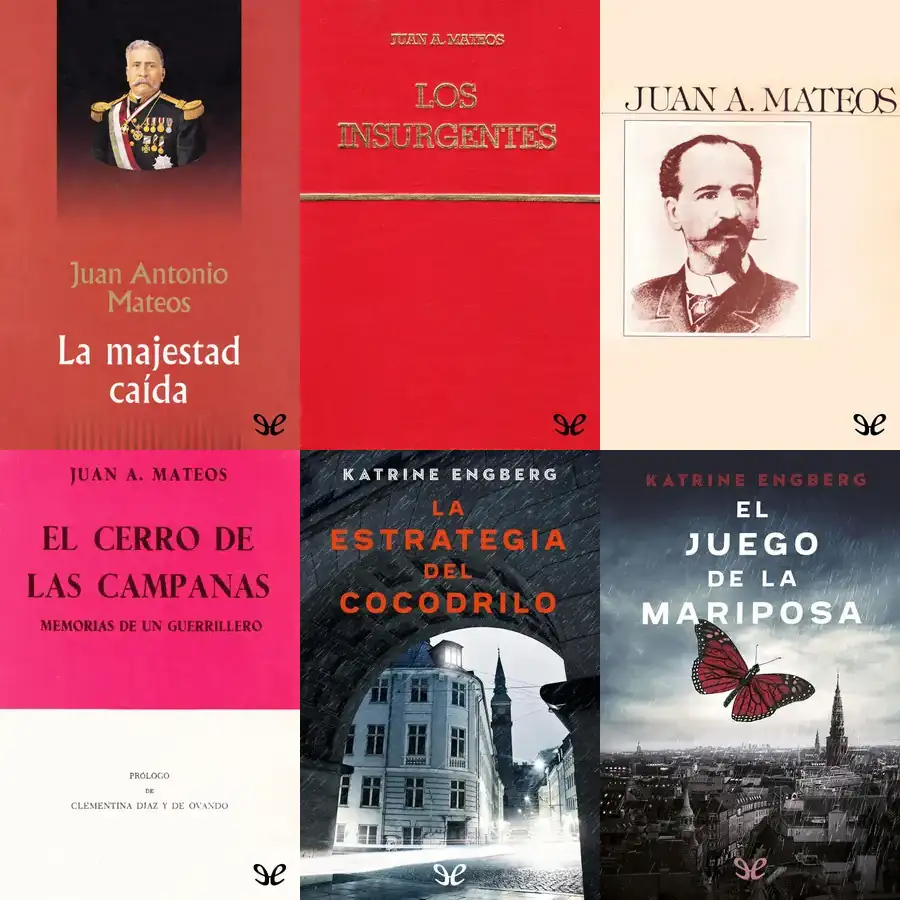 Juan Antonio
Mateos
La majestad
caída
JUAN A. MATEOS
LOS
INSURGENTES
JUAN A. MATEOS
JUAN A. MATEOS
EL CERRO DE
LAS CAMPANAS
MEMORIAS DE UN GUERRILLERO
PRÓLOGO
DE
CLEMENTINA DIAZ Y DE OVANDO
KATRINE ENGBERG
LA
ESTRATEGIA
DEL
COCODRILO
KATRINE ENGBERG
EL
JUEGO
DE LA
MARIPOSA